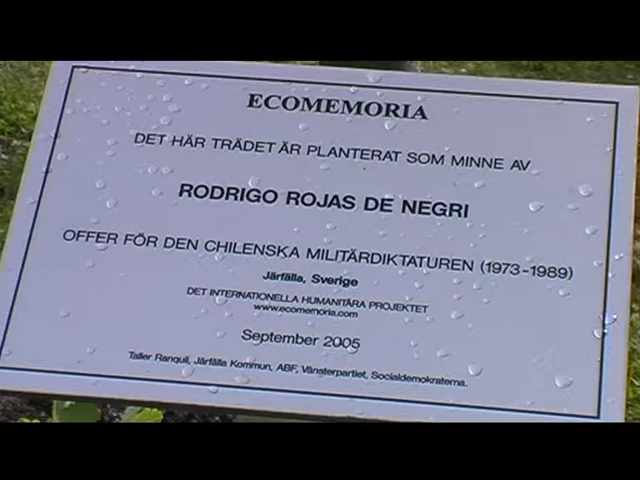 ECOMEMORIA
DET HÄR TRÄDET ÄR PLANTERAT SOM MINNE AV
RODRIGO ROJAS DE NEGRI
OFFER FÖR DEN CHILENSKA MILITÄRDIKTATUREN (1973-1989)
Järfälla, Sverige
DET INTERNATIONELLA HUMANITÄRA PROJEKTET
www.ecomemoria.com
September 2005
Taller Ranquil, Järfälla Kommun, ABF, Vänsterpartiet, Socialdemokraterna.